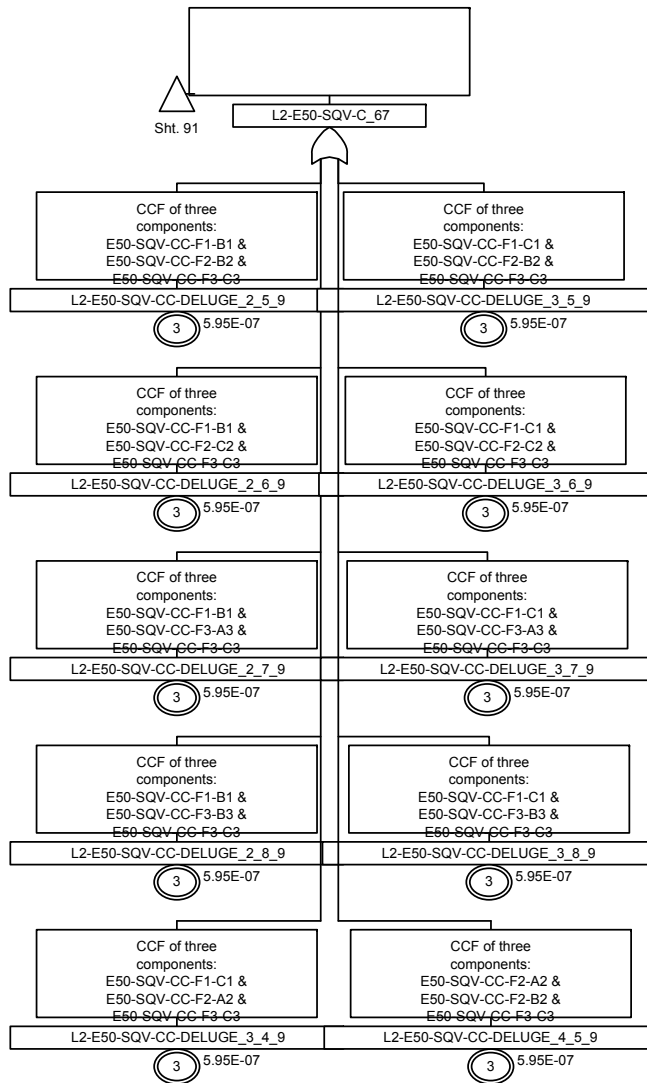 Sht. 91
L2-E50-SQV-C_67
CCF of three
components:
E50-SQV-CC-F1-B1 &
E50-SQV-CC-F2-B2 &
E50-SQV-CC-F3-C3
L2-E50-SQV-CC-DELUGE_2_5_9
3
5.95E-07
CCF of three
components:
E50-SQV-CC-F1-C1 &
E50-SQV-CC-F2-B2 &
E50-SQV-CC-F3-C3
L2-E50-SQV-CC-DELUGE_3_5_9
3
5.95E-07
CCF of three
components:
E50-SQV-CC-F1-B1 &
E50-SQV-CC-F2-C2 &
E50-SQV-CC-F3-C3
L2-E50-SQV-CC-DELUGE_2_6_9
3
5.95E-07
CCF of three
components:
E50-SQV-CC-F1-C1 &
E50-SQV-CC-F2-C2 &
E50-SQV-CC-F3-C3
L2-E50-SQV-CC-DELUGE_3_6_9
3
5.95E-07
CCF of three
components:
E50-SQV-CC-F1-B1 &
E50-SQV-CC-F3-A3 &
E50-SQV-CC-F3-C3
L2-E50-SQV-CC-DELUGE_2_7_9
3
5.95E-07
CCF of three
components:
E50-SQV-CC-F1-C1 &
E50-SQV-CC-F3-A3 &
E50-SQV-CC-F3-C3
L2-E50-SQV-CC-DELUGE_3_7_9
3
5.95E-07
CCF of three
components:
E50-SQV-CC-F1-B1 &
E50-SQV-CC-F3-B3 &
E50-SQV-CC-F3-C3
L2-E50-SQV-CC-DELUGE_2_8_9
3
5.95E-07
CCF of three
components:
E50-SQV-CC-F1-C1 &
E50-SQV-CC-F3-B3 &
E50-SQV-CC-F3-C3
L2-E50-SQV-CC-DELUGE_3_8_9
3
5.95E-07
CCF of three
components:
E50-SQV-CC-F1-C1 &
E50-SQV-CC-F2-A2 &
E50-SQV-CC-F3-C3
L2-E50-SQV-CC-DELUGE_3_4_9
3
5.95E-07
CCF of three
components:
E50-SQV-CC-F2-A2 &
E50-SQV-CC-F2-B2 &
E50-SQV-CC-F3-C3
L2-E50-SQV-CC-DELUGE_4_5_9
3
5.95E-07